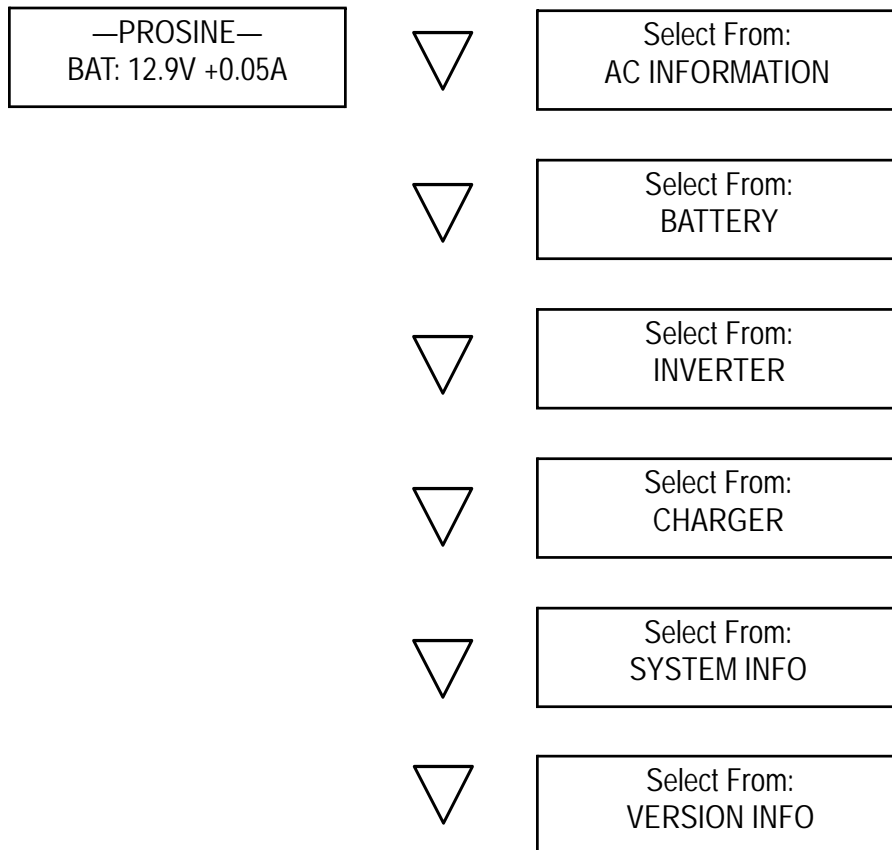 —PROSINE—
BAT: 12.9V +0.05A
Select From:
AC INFORMATION
Select From:
BATTERY
Select From:
INVERTER
Select From:
CHARGER
Select From:
SYSTEM INFO
Select From:
VERSION INFO